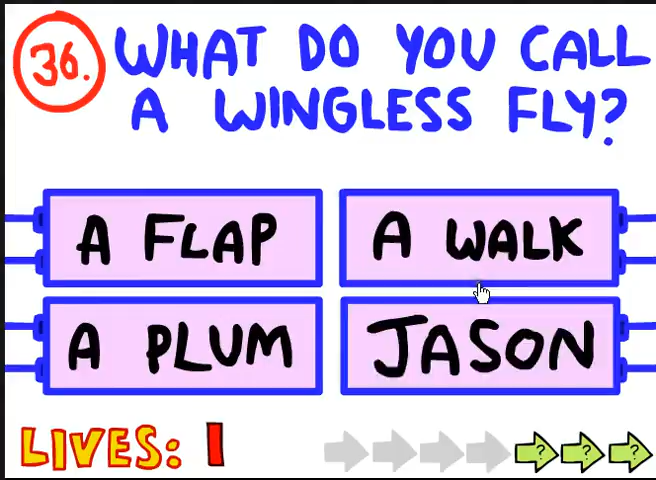 36. WHAT DO YOU CALL
A WINGLESS FLY?
A FLAP
A WALK
A PLUM
JASON
LIVES: 1
? ? ?